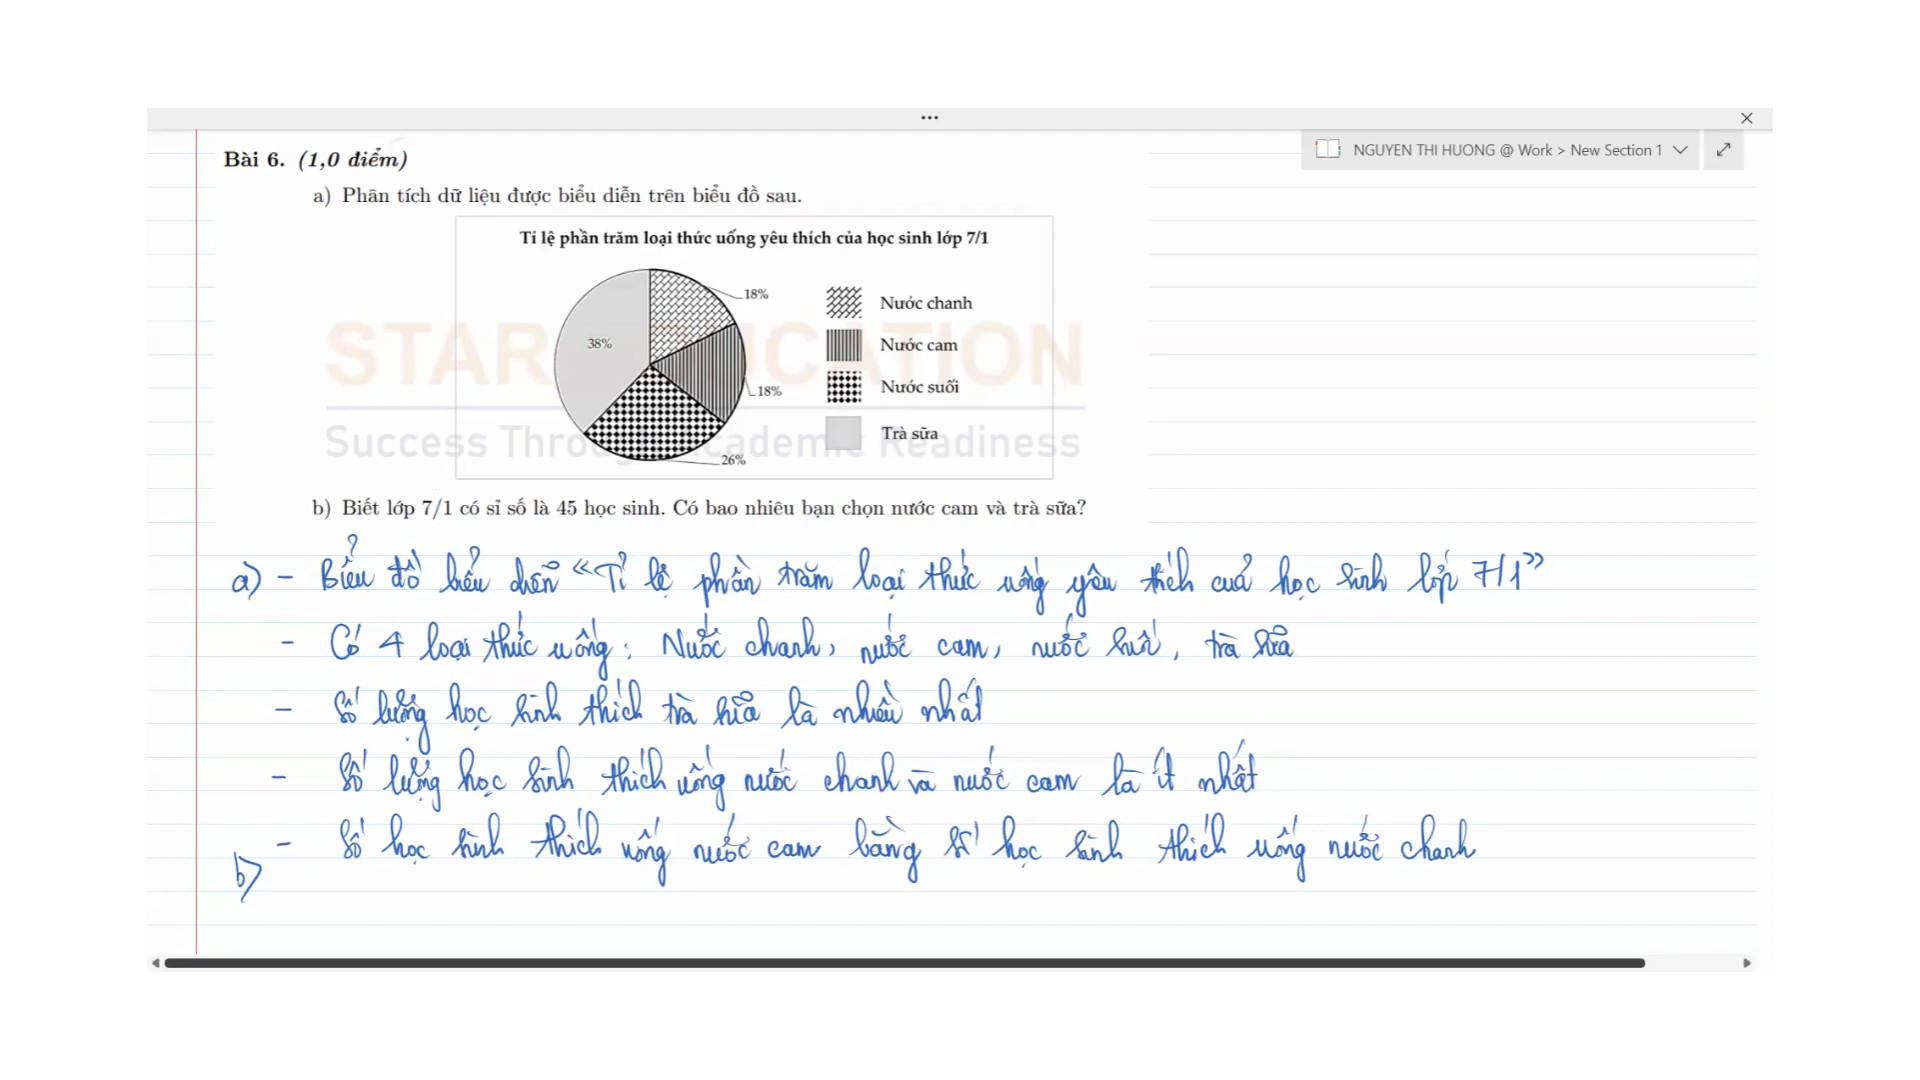 NGUYEN THI HUONG @ Work > New Section 1
Bài 6. (1,0 điểm)
a) Phân tích dữ liệu được biểu diễn trên biểu đồ sau.
Tỉ lệ phần trăm loại thức uống yêu thích của học sinh lớp 7/1
18%
38%
18%
26%
Nước chanh
Nước cam
Nước suối
Trà sữa
STAR EDUCATION
Success Through Academic Readiness
b) Biết lớp 7/1 có sỉ số là 45 học sinh. Có bao nhiêu bạn chọn nước cam và trà sữa?
a) - Biểu đồ biểu diễn “Tỉ lệ phần trăm loại thức uống yêu thích của học sinh lớp 7/1”
- Có 4 loại thức uống: Nước chanh, nước cam, nước suối, trà sữa
- Số lượng học sinh thích trà sữa là nhiều nhất
- Số lượng học sinh thích uống nước chanh và nước cam là ít nhất
- Số học sinh thích uống nước cam bằng số học sinh thích uống nước chanh
b)